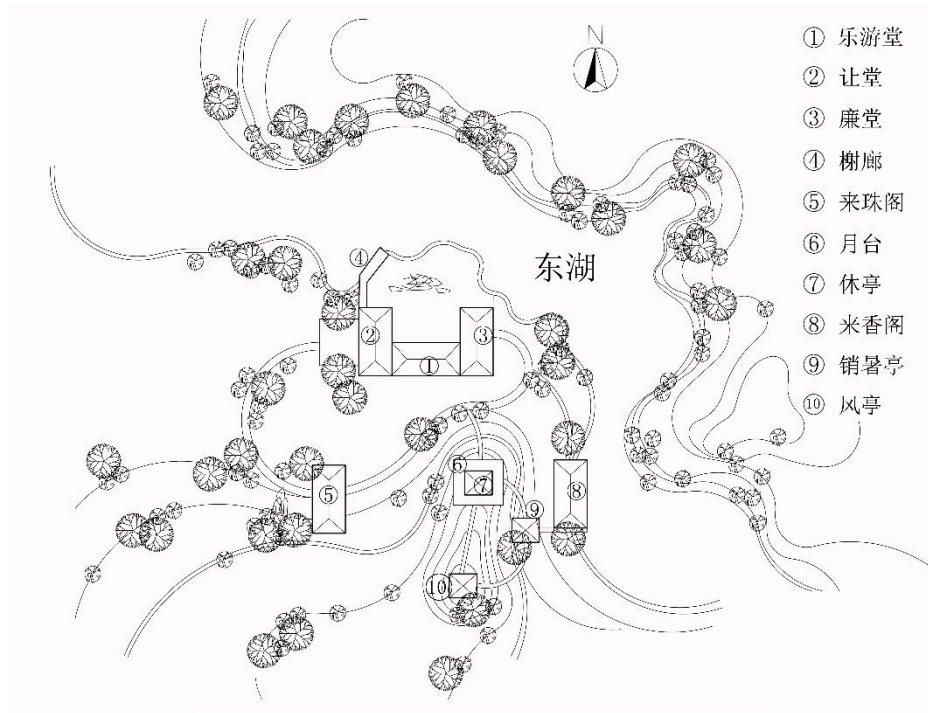 N
① 乐游堂
② 让堂
③ 廉堂
④ 榭廊
⑤ 来珠阁
⑥ 月台
⑦ 休亭
⑧ 来香阁
⑨ 销暑亭
⑩ 风亭
④
东湖
②
③
①
⑥
⑦
⑤
⑧
⑨
⑩